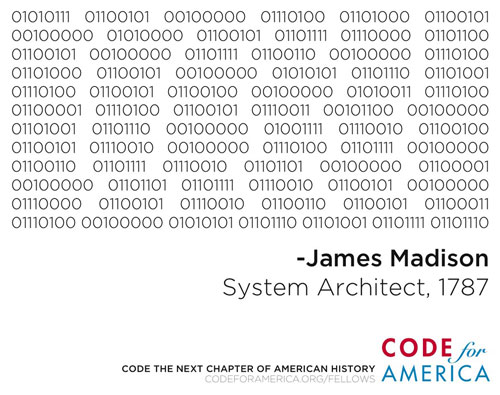 01010111 01100101 00100000 01010100 01101000 01100101
00100000 01010000 01100101 01101111 01110000 01101100
01100101 00100000 01101111 01100110 00100000 01110100
01101000 01100101 00100000 01010101 01101110 01101001
01110100 01100101 01100100 00100000 01010011 01110100
01100001 01110100 01100101 01110011 00101100 00100000
01101001 01101110 00100000 01001111 01110010 01100100
01100101 01110010 00100000 01110100 01101111 00100000
01100110 01101111 01110010 01101101 00100000 01100001
00100000 01101101 01101111 01110010 01100101 00100000
01110000 01100101 01110010 01100110 01100101 01100011
01110100 00100000 01010101 01101110 01101001 01101111 01101110
-James Madison
System Architect, 1787
CODE for
AMERICA
CODE THE NEXT CHAPTER OF AMERICAN HISTORY
CODEFORAMERICA.ORG/FELLOWS